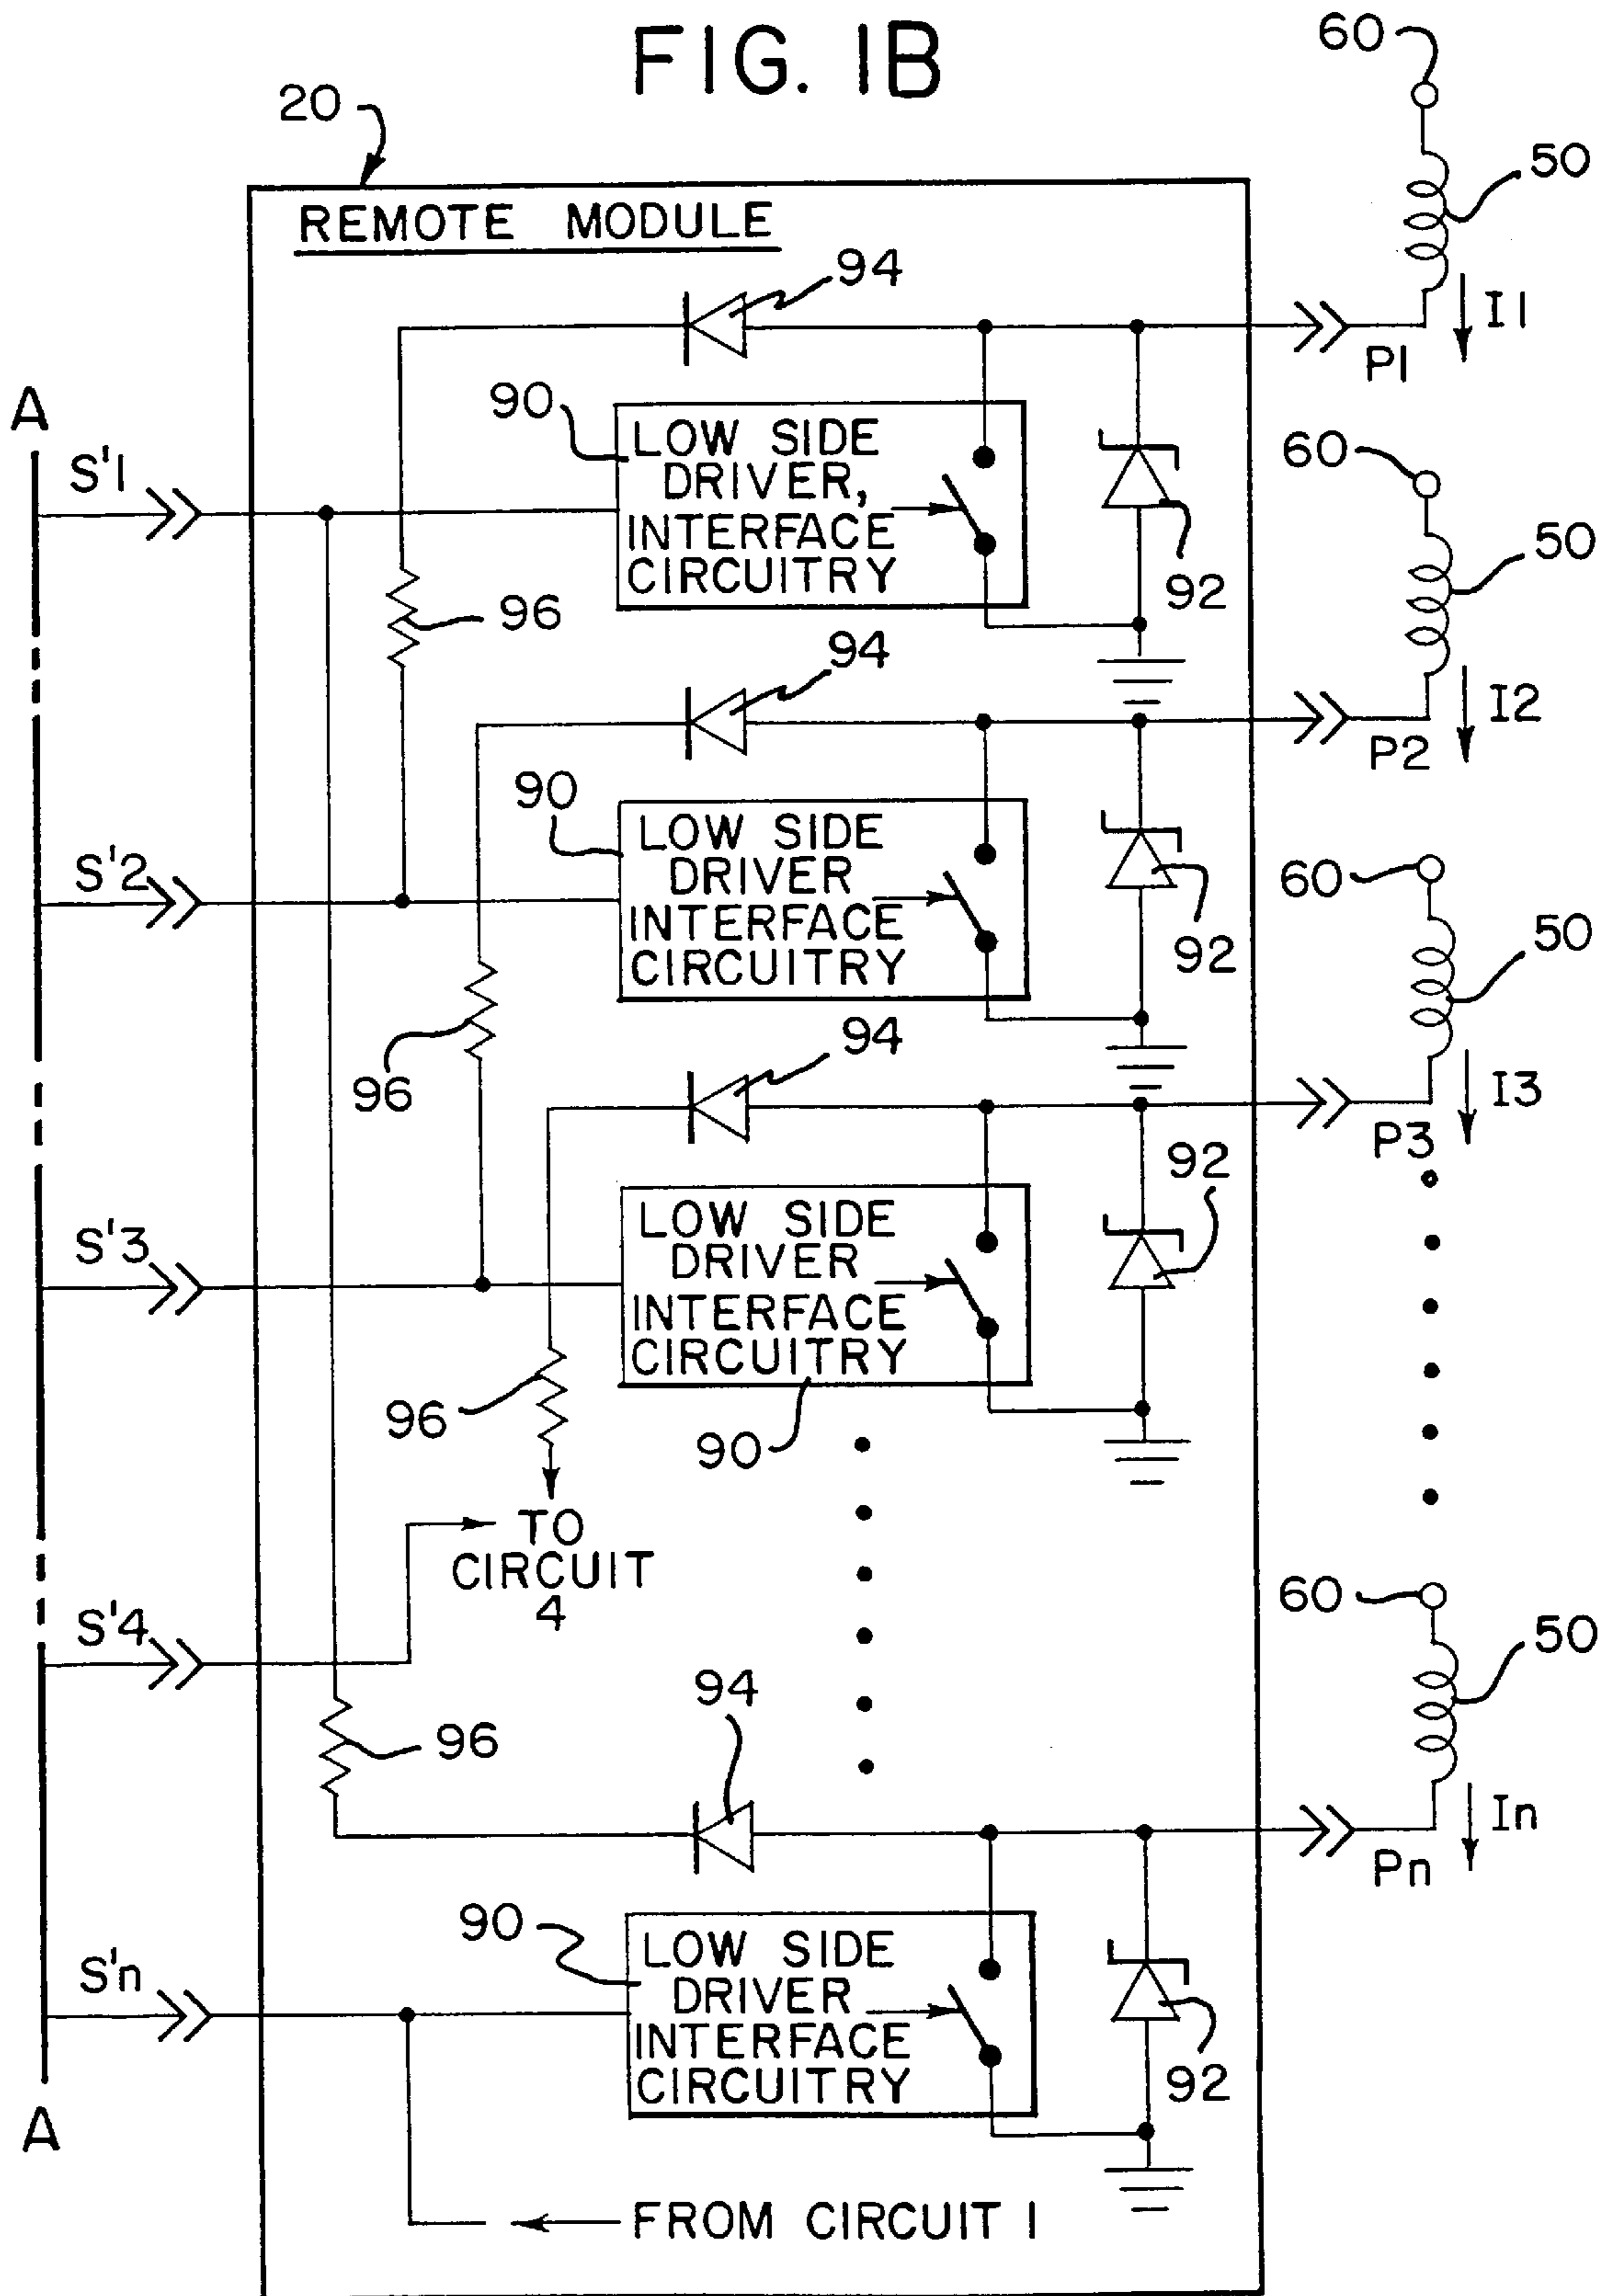 FIG. 1B
60
20
50
REMOTE MODULE
94
I1
P1
A
90
LOW SIDE
DRIVER,
INTERFACE
CIRCUITRY
60
S'1
50
92
96
94
I2
P2
90
LOW SIDE
DRIVER
INTERFACE
CIRCUITRY
S'2
60
50
92
94
96
I3
P3
92
LOW SIDE
DRIVER
INTERFACE
CIRCUITRY
S'3
96
90
TO
CIRCUIT
4
60
S'4
50
94
96
In
Pn
90
LOW SIDE
DRIVER
INTERFACE
CIRCUITRY
S'n
92
A
FROM CIRCUIT 1